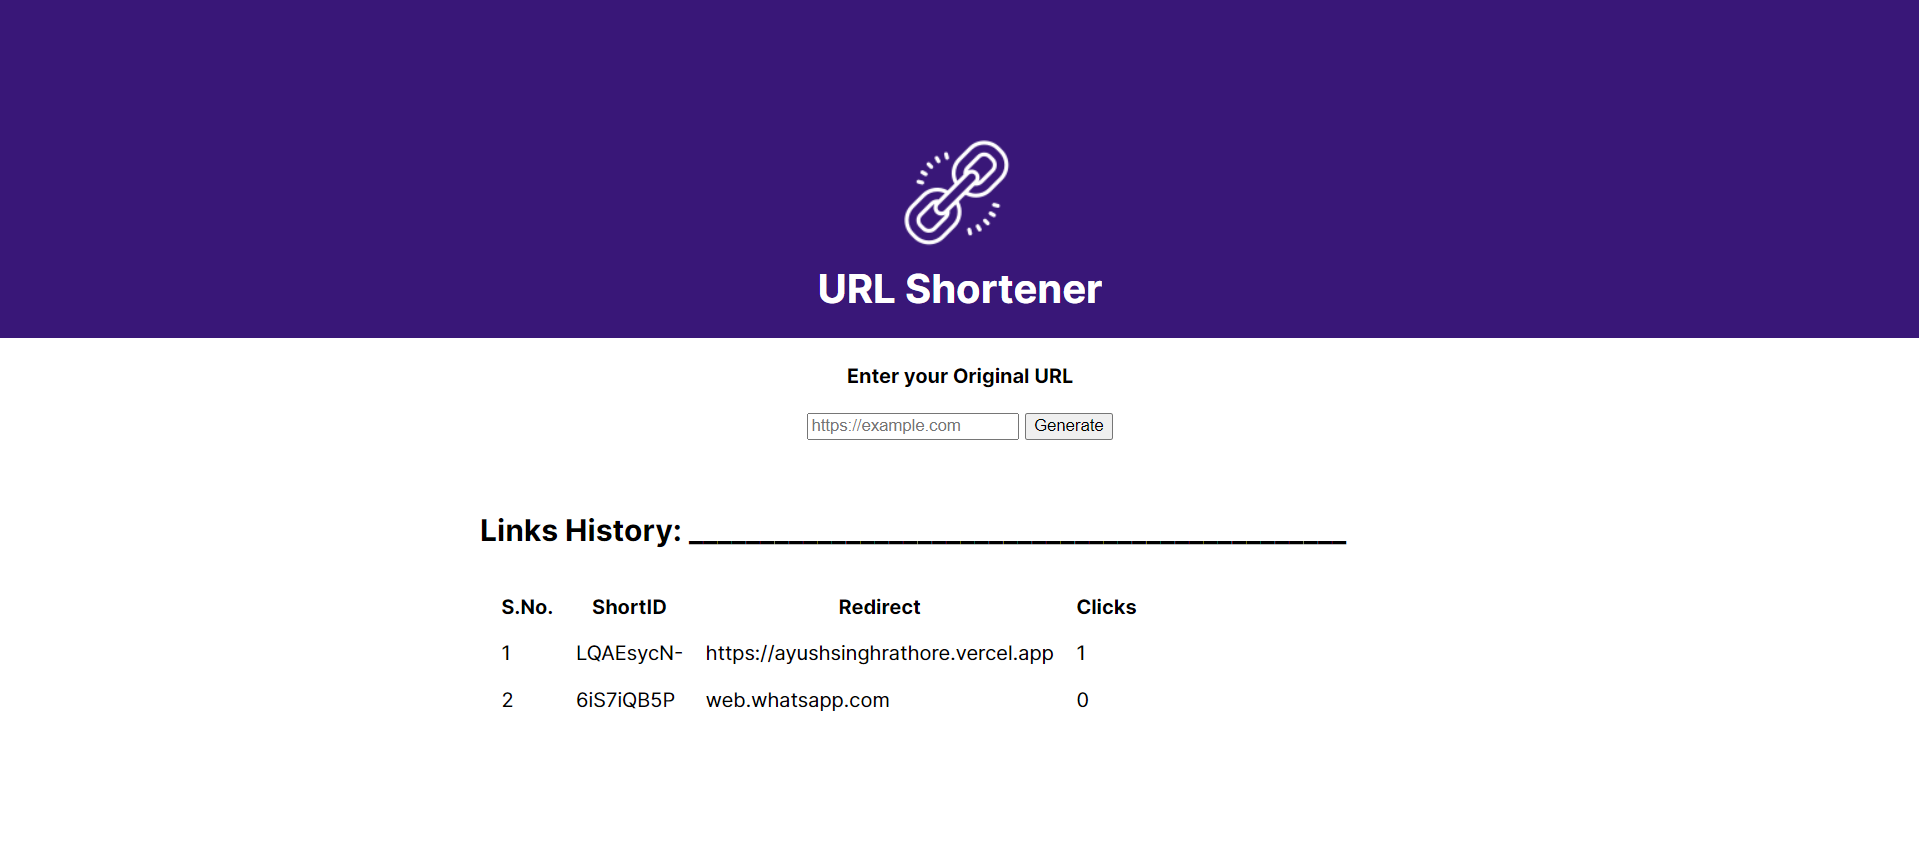 URL Shortener
Enter your Original URL
https://example.com Generate
Links History: ______________________________________________
S.No. ShortID Redirect Clicks
1 LQAEsycN- https://ayushsinghrathore.vercel.app 1
2 6iS7iQB5P web.whatsapp.com 0